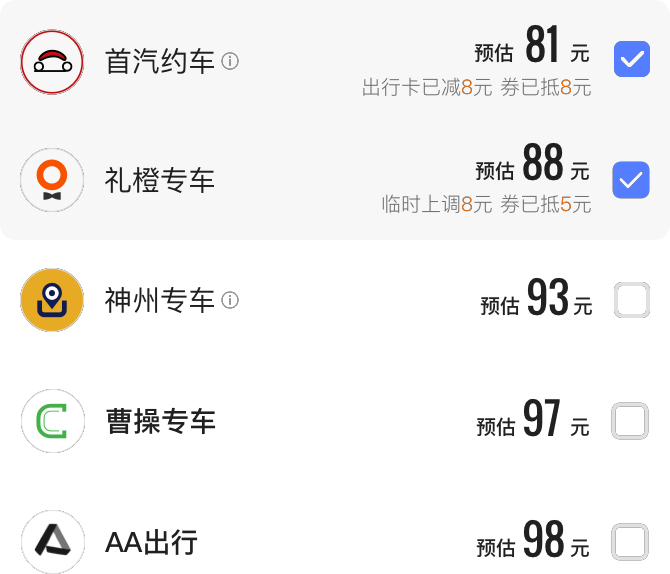 首汽约车 预估 81 元
出行卡已减8元 券已抵8元
礼橙专车 预估 88 元
临时上调8元 券已抵5元
神州专车 预估 93 元
曹操专车 预估 97 元
AA出行 预估 98 元